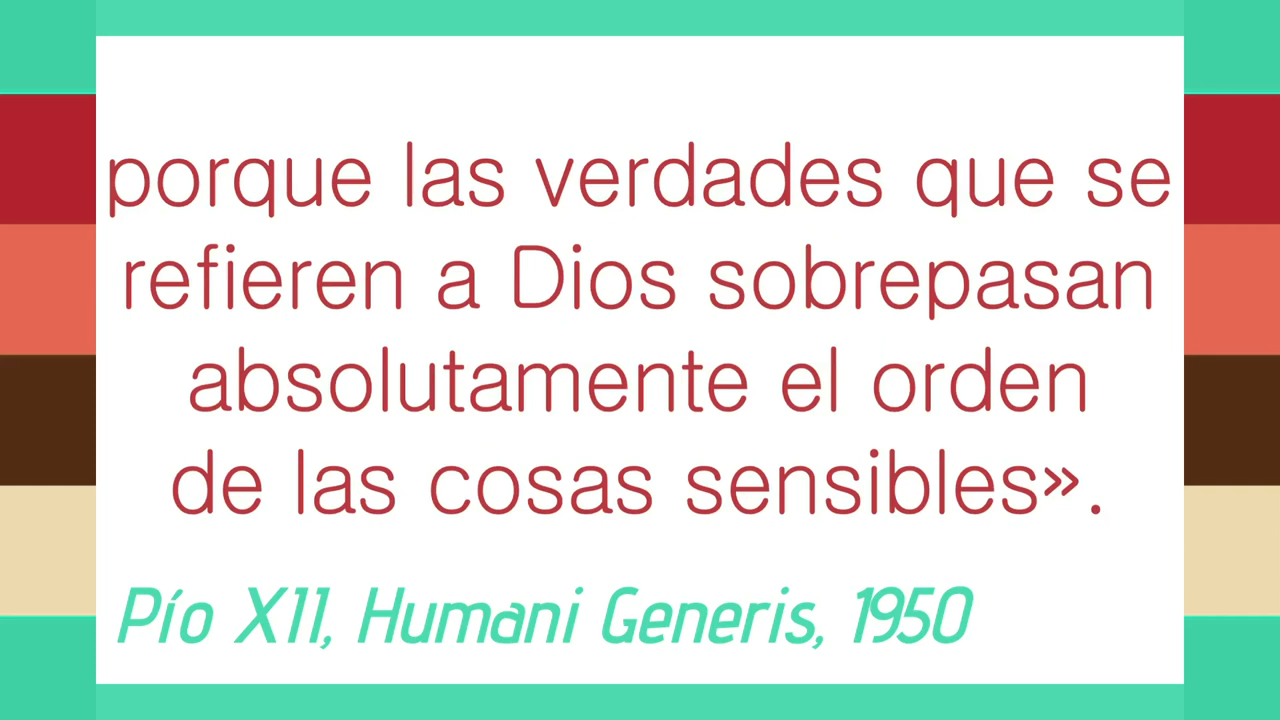 porque las verdades que se
refieren a Dios sobrepasan
absolutamente el orden
de las cosas sensibles».
Pío XII, Humani Generis, 1950